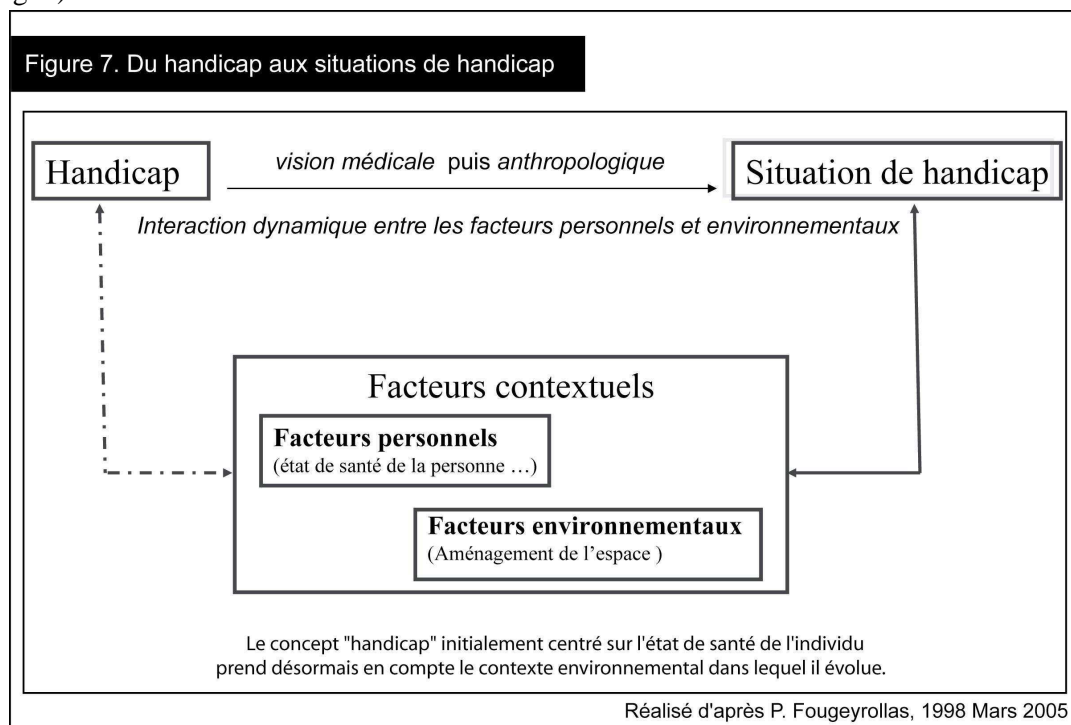 Figure 7. Du handicap aux situations de handicap
Handicap
vision médicale puis anthropologique
Situation de handicap
Interaction dynamique entre les facteurs personnels et environnementaux
Facteurs contextuels
Facteurs personnels
(état de santé de la personne …)
Facteurs environnementaux
(Aménagement de l'espace )
Le concept "handicap" initialement centré sur l'état de santé de l'individu
prend désormais en compte le contexte environnemental dans lequel il évolue.
Réalisé d'après P. Fougeyrollas, 1998 Mars 2005